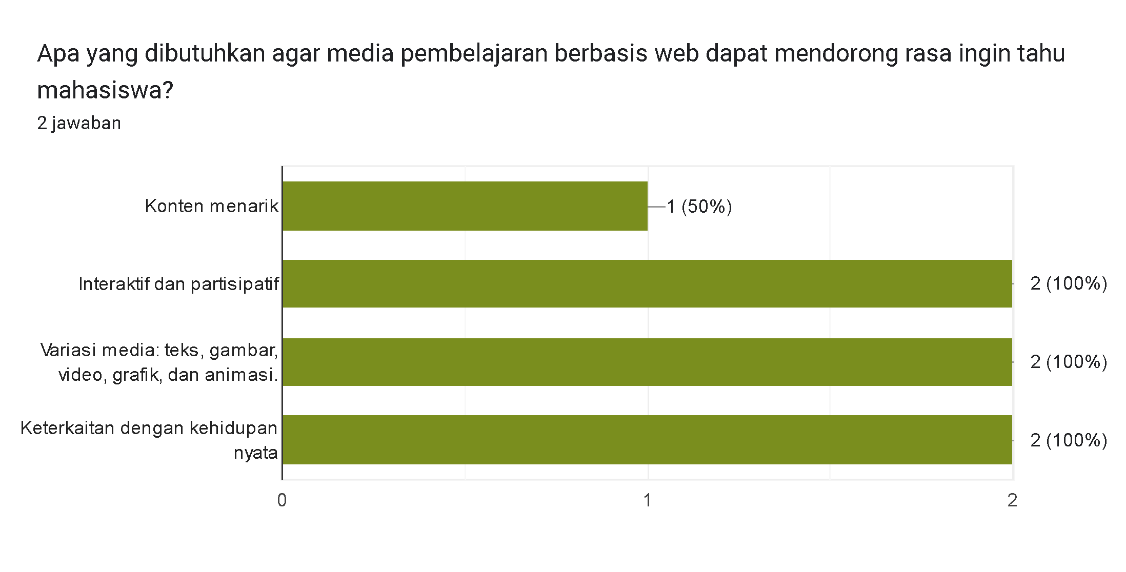 Apa yang dibutuhkan agar media pembelajaran berbasis web dapat mendorong rasa ingin tahu
mahasiswa?
2 jawaban
Konten menarik
1 (50%)
Interaktif dan partisipatif
2 (100%)
Variasi media: teks, gambar,
video, grafik, dan animasi.
2 (100%)
Keterkaitan dengan kehidupan
nyata
2 (100%)
0
1
2